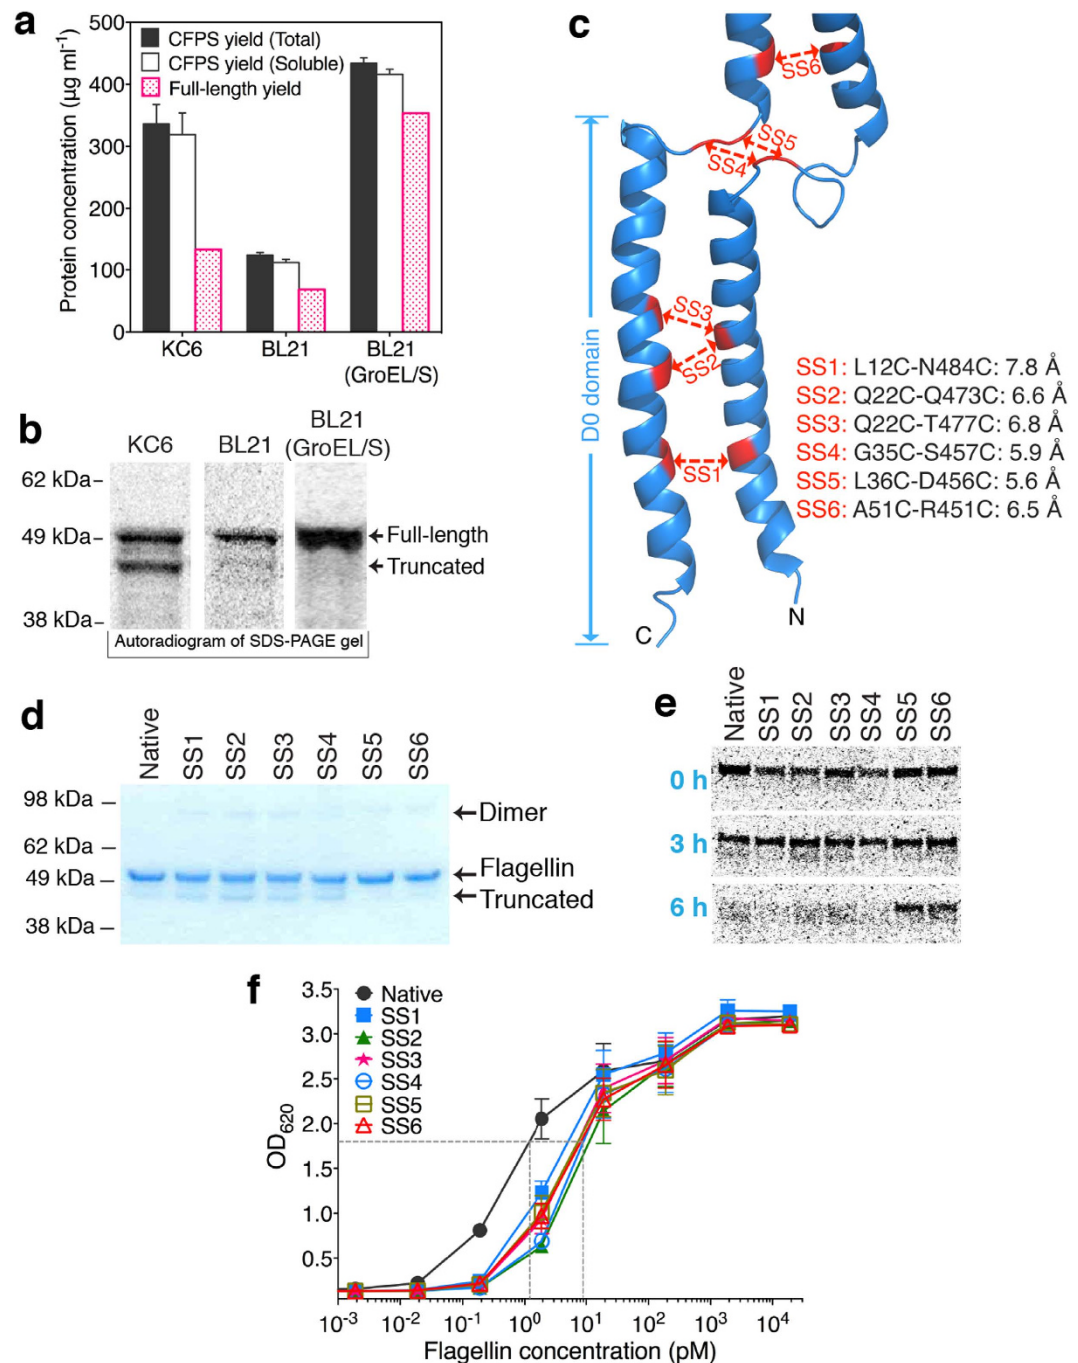 a
500
400
300
200
100
0
Protein concentration (µg ml⁻¹)
CFPS yield (Total)
CFPS yield (Soluble)
Full-length yield
KC6
BL21
BL21
(GroEL/S)
b
KC6
BL21
BL21
(GroEL/S)
62 kDa
49 kDa
38 kDa
Full-length
Truncated
Autoradiogram of SDS-PAGE gel
c
SS6
SS5
SS4
SS3
SS2
SS1
D0 domain
C
N
SS1: L12C-N484C: 7.8 Å
SS2: Q22C-Q473C: 6.6 Å
SS3: Q22C-T477C: 6.8 Å
SS4: G35C-S457C: 5.9 Å
SS5: L36C-D456C: 5.6 Å
SS6: A51C-R451C: 6.5 Å
d
Native
SS1
SS2
SS3
SS4
SS5
SS6
98 kDa
62 kDa
49 kDa
38 kDa
Dimer
Flagellin
Truncated
e
Native
SS1
SS2
SS3
SS4
SS5
SS6
0 h
3 h
6 h
f
3.5
3.0
2.5
2.0
1.5
1.0
0.5
OD₆₂₀
Native
SS1
SS2
SS3
SS4
SS5
SS6
10⁻³
10⁻²
10⁻¹
10⁰
10¹
10²
10³
10⁴
Flagellin concentration (pM)